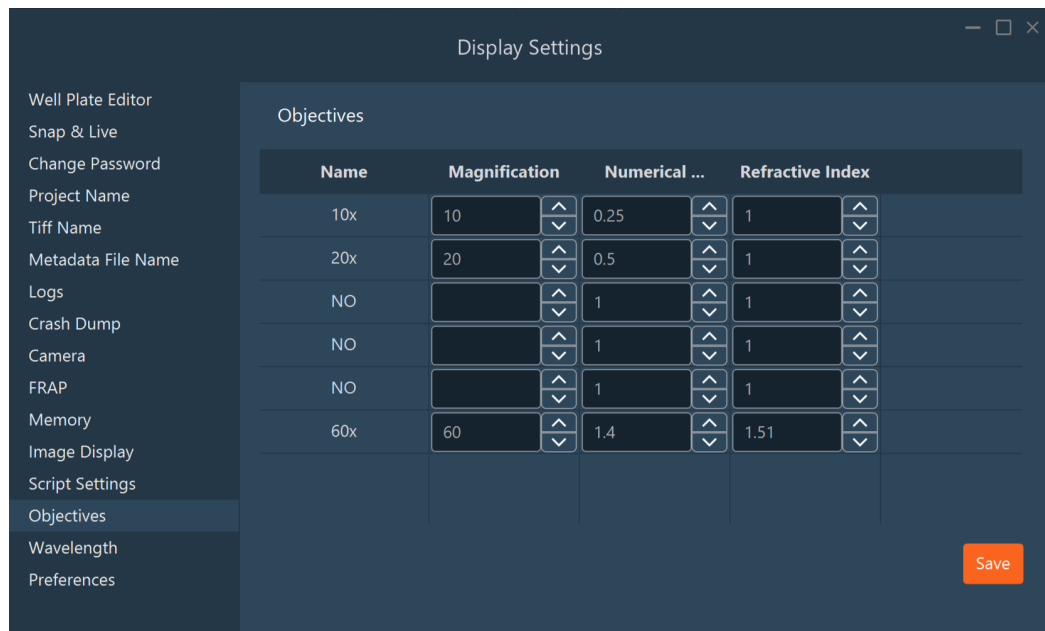 Display Settings
Well Plate Editor
Snap & Live
Change Password
Project Name
Tiff Name
Metadata File Name
Logs
Crash Dump
Camera
FRAP
Memory
Image Display
Script Settings
Objectives
Wavelength
Preferences
Objectives
Name Magnification Numerical ... Refractive Index
10x 10 0.25 1
20x 20 0.5 1
NO 1 1
NO 1 1
NO 1 1
60x 60 1.4 1.51
Save